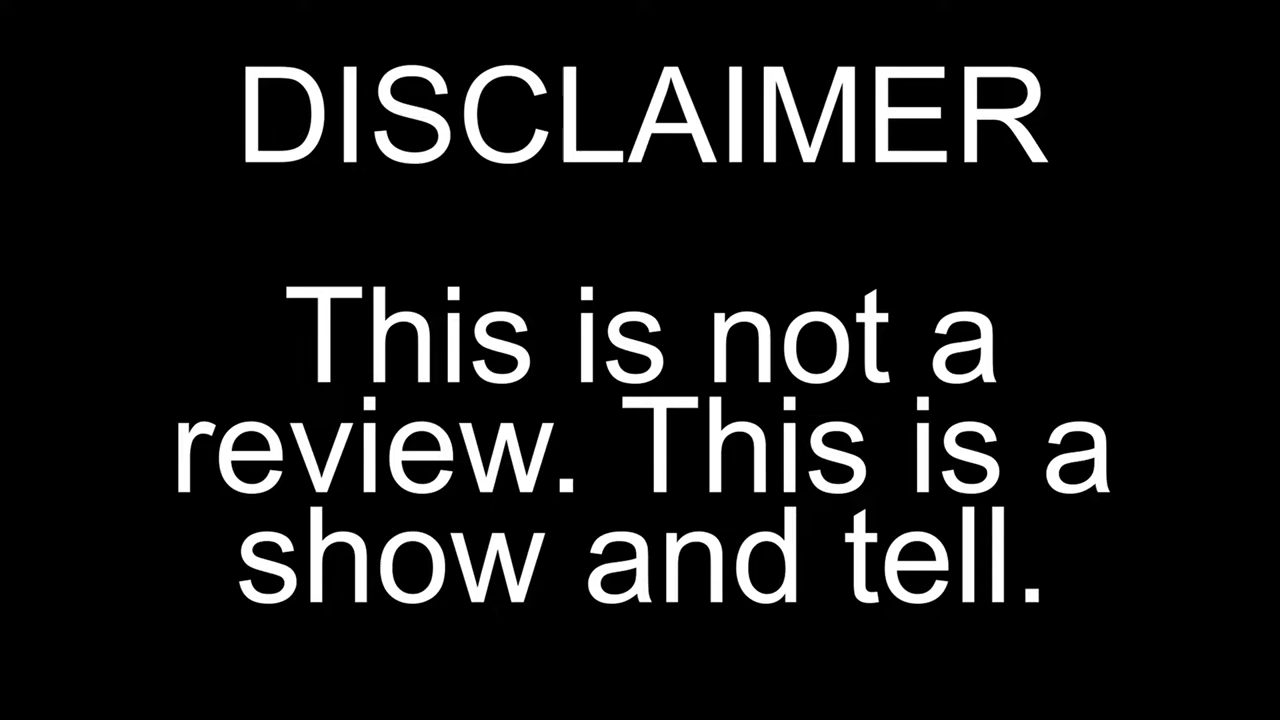 DISCLAIMER
This is not a
review. This is a
show and tell.